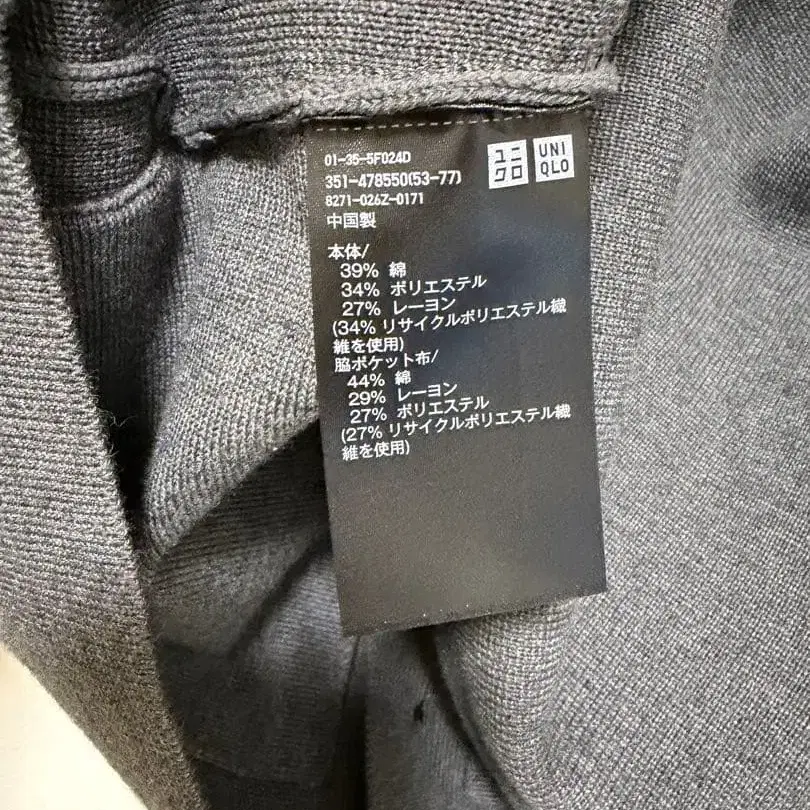 01-35-5F024D
351-478550(53-77)
8271-026Z-0171
中国製
ユニ
クロ
UNI
QLO
本体/
39% 綿
34% ポリエステル
27% レーヨン
(34% リサイクルポリエステル繊
維を使用)
脇ポケット布/
44% 綿
29% レーヨン
27% ポリエステル
(27% リサイクルポリエステル繊
維を使用)